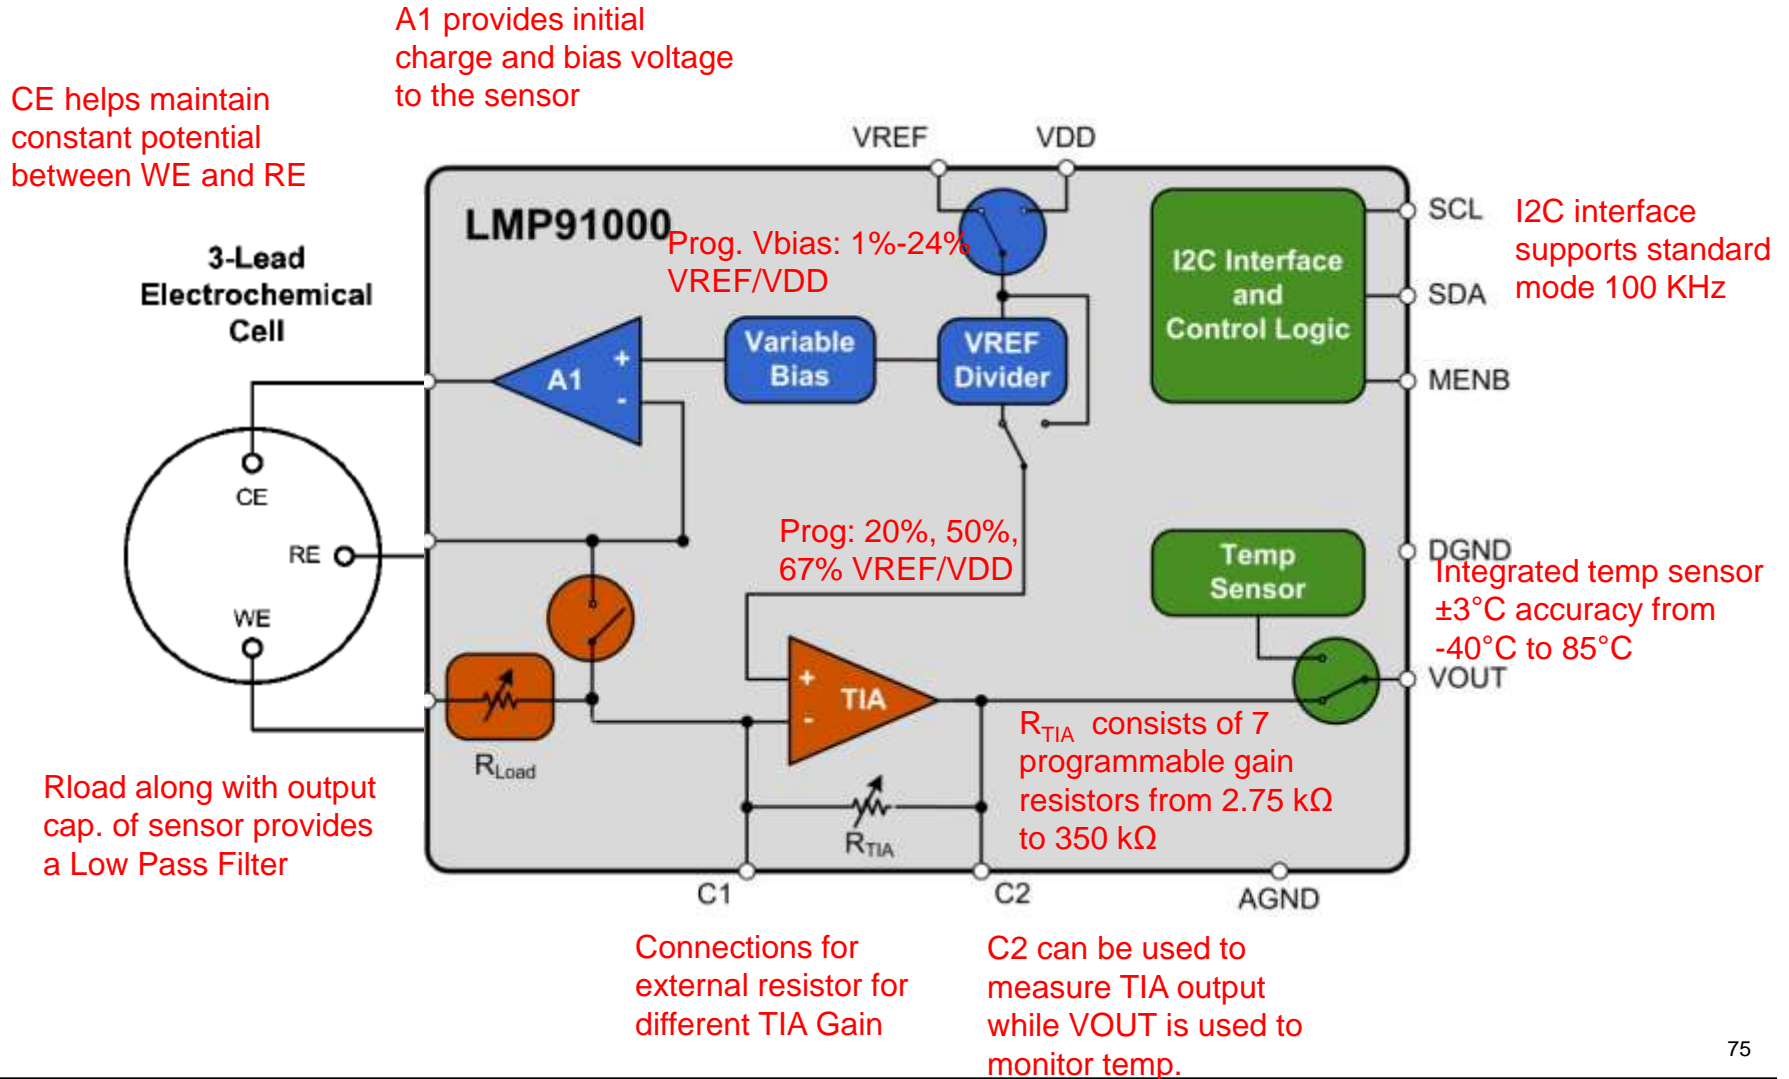 A1 provides initial
charge and bias voltage
to the sensor
CE helps maintain
constant potential
between WE and RE
VREF
VDD
LMP91000
Prog. Vbias: 1%-24%
VREF/VDD
3-Lead
Electrochemical
Cell
A1
+
-
Variable
Bias
VREF
Divider
I2C Interface
and
Control Logic
SCL
SDA
MENB
I2C interface
supports standard
mode 100 KHz
CE
RE
WE
Prog: 20%, 50%,
67% VREF/VDD
Temp
Sensor
DGND
Integrated temp sensor
±3°C accuracy from
-40°C to 85°C
VOUT
+
-
TIA
RLoad
RTIA consists of 7
programmable gain
resistors from 2.75 kΩ
to 350 kΩ
RTIA
Rload along with output
cap. of sensor provides
a Low Pass Filter
C1
C2
AGND
Connections for
external resistor for
different TIA Gain
C2 can be used to
measure TIA output
while VOUT is used to
monitor temp.
75